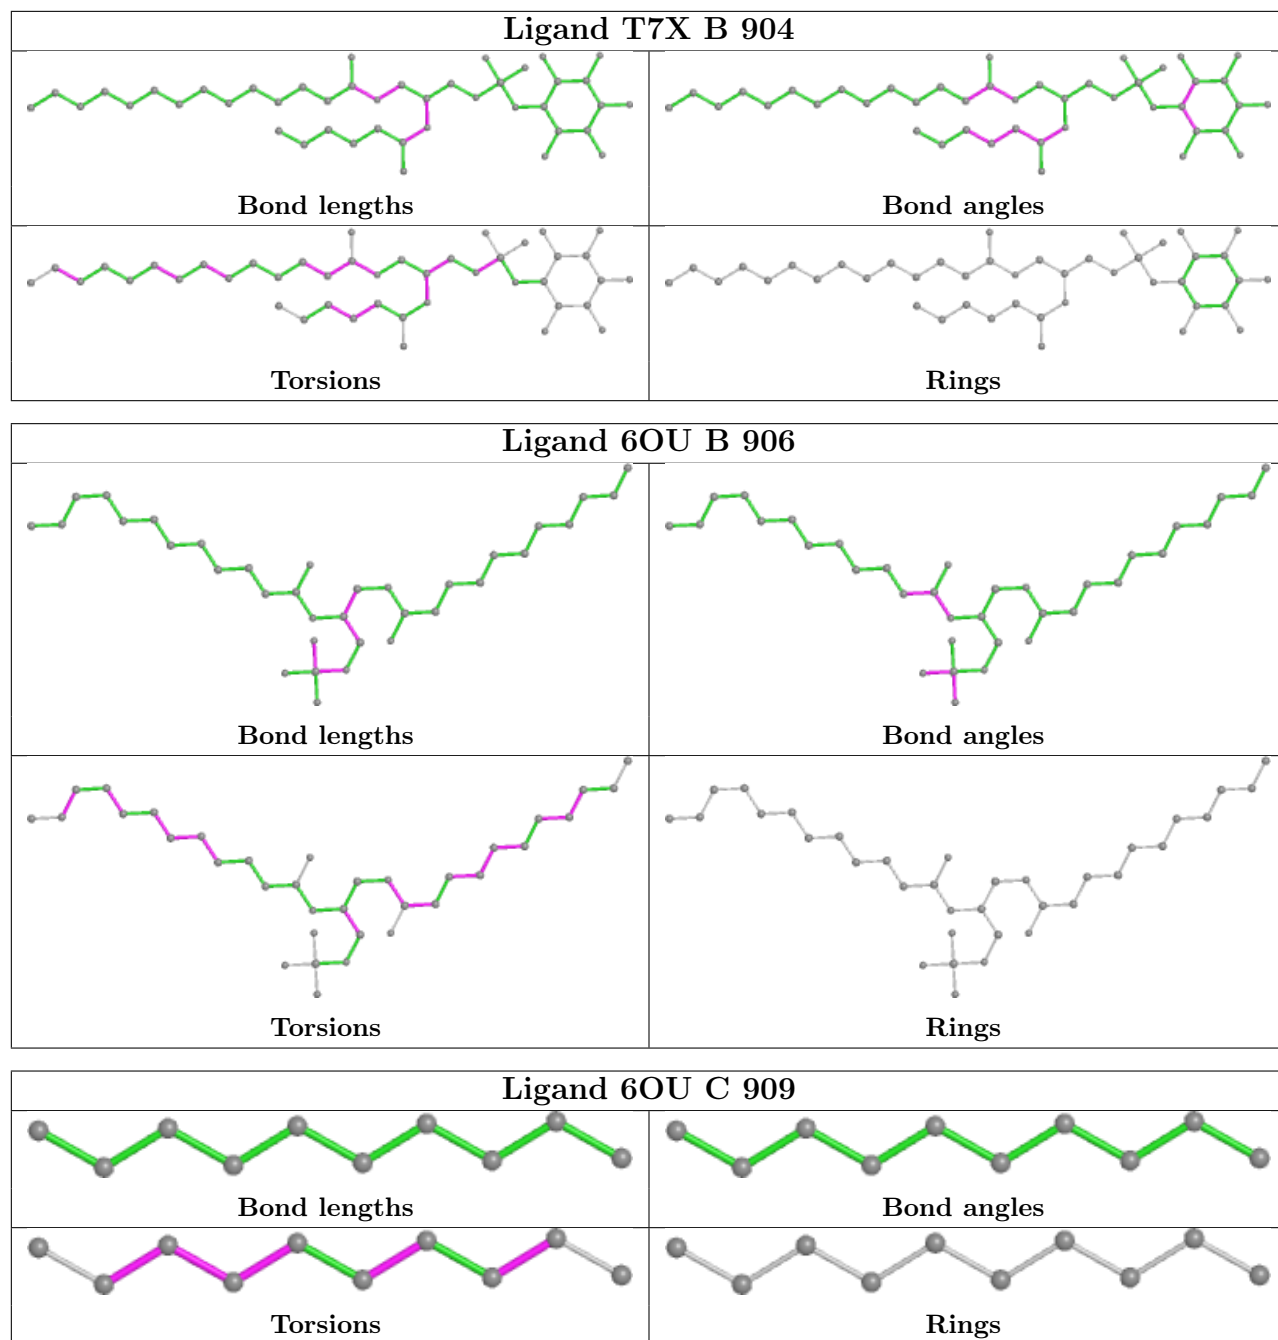 Ligand T7X B 904
Bond lengths
Bond angles
Torsions
Rings
Ligand 6OU B 906
Bond lengths
Bond angles
Torsions
Rings
Ligand 6OU C 909
Bond lengths
Bond angles
Torsions
Rings